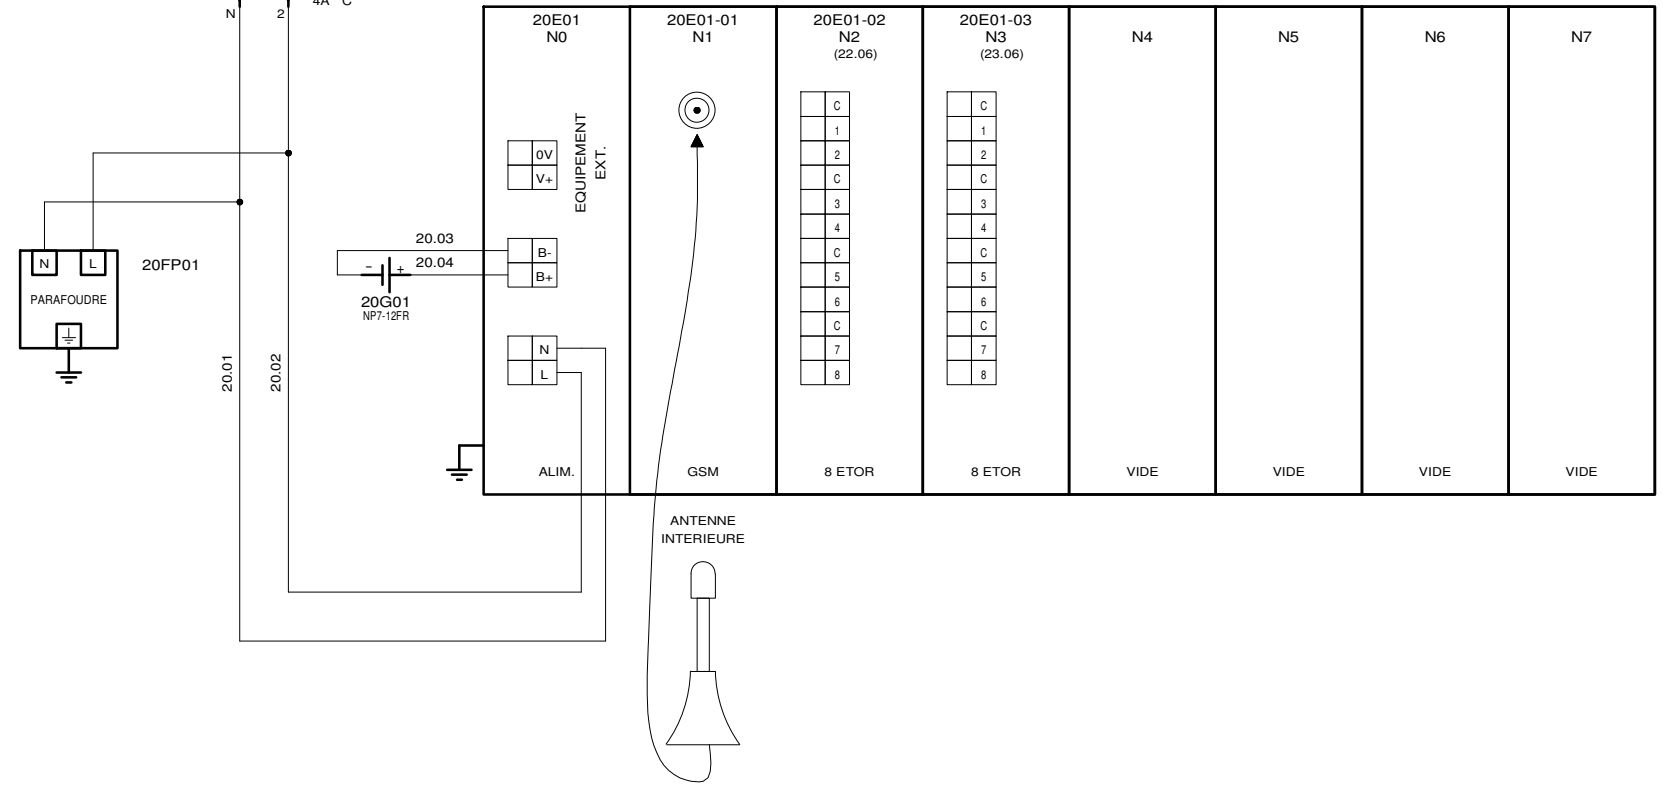 4A C
N
2
20E01
N0
20E01-01
N1
20E01-02
N2
(22.06)
20E01-03
N3
(23.06)
N4
N5
N6
N7
0V
V+
EQUIPEMENT
EXT.
20.03
B-
20.04
B+
- +
20G01
NP7-12FR
N
L
C
1
2
C
3
4
C
5
6
C
7
8
C
1
2
C
3
4
C
5
6
C
7
8
N
L
20FP01
PARAFOUDRE
20.01
20.02
ALIM.
GSM
8 ETOR
8 ETOR
VIDE
VIDE
VIDE
VIDE
ANTENNE
INTERIEURE